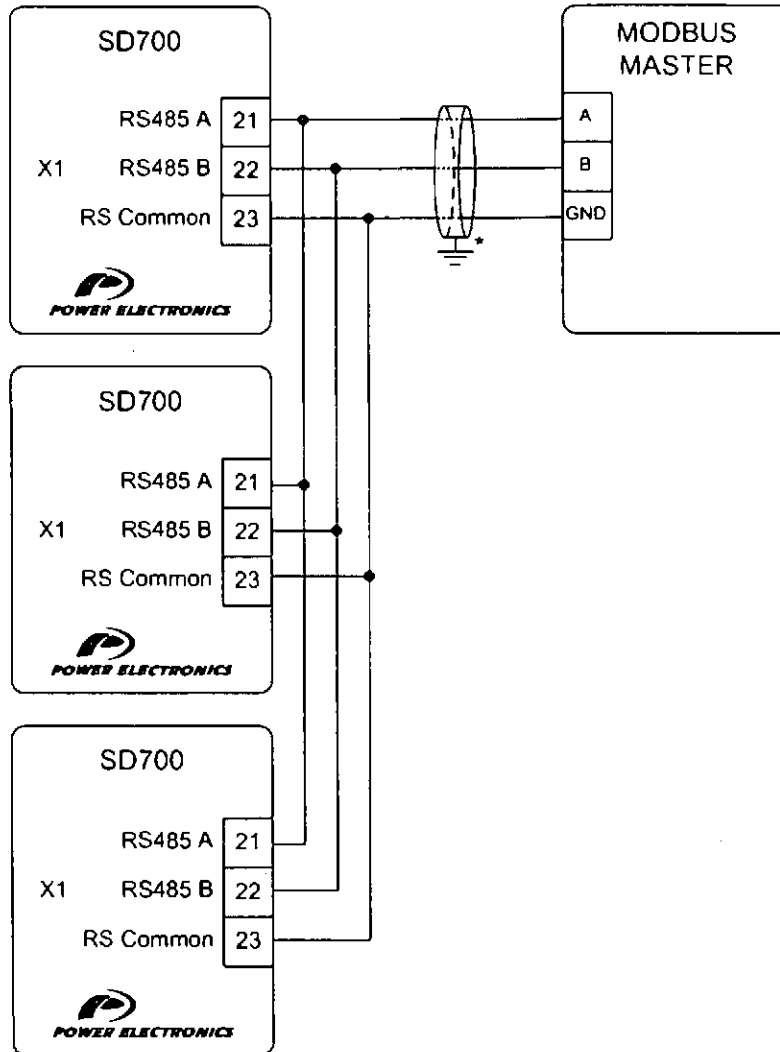 SD700
RS485 A 21
X1 RS485 B 22
RS Common 23
POWER ELECTRONICS
MODBUS
MASTER
A
B
GND
*
SD700
RS485 A 21
X1 RS485 B 22
RS Common 23
POWER ELECTRONICS
SD700
RS485 A 21
X1 RS485 B 22
RS Common 23
POWER ELECTRONICS